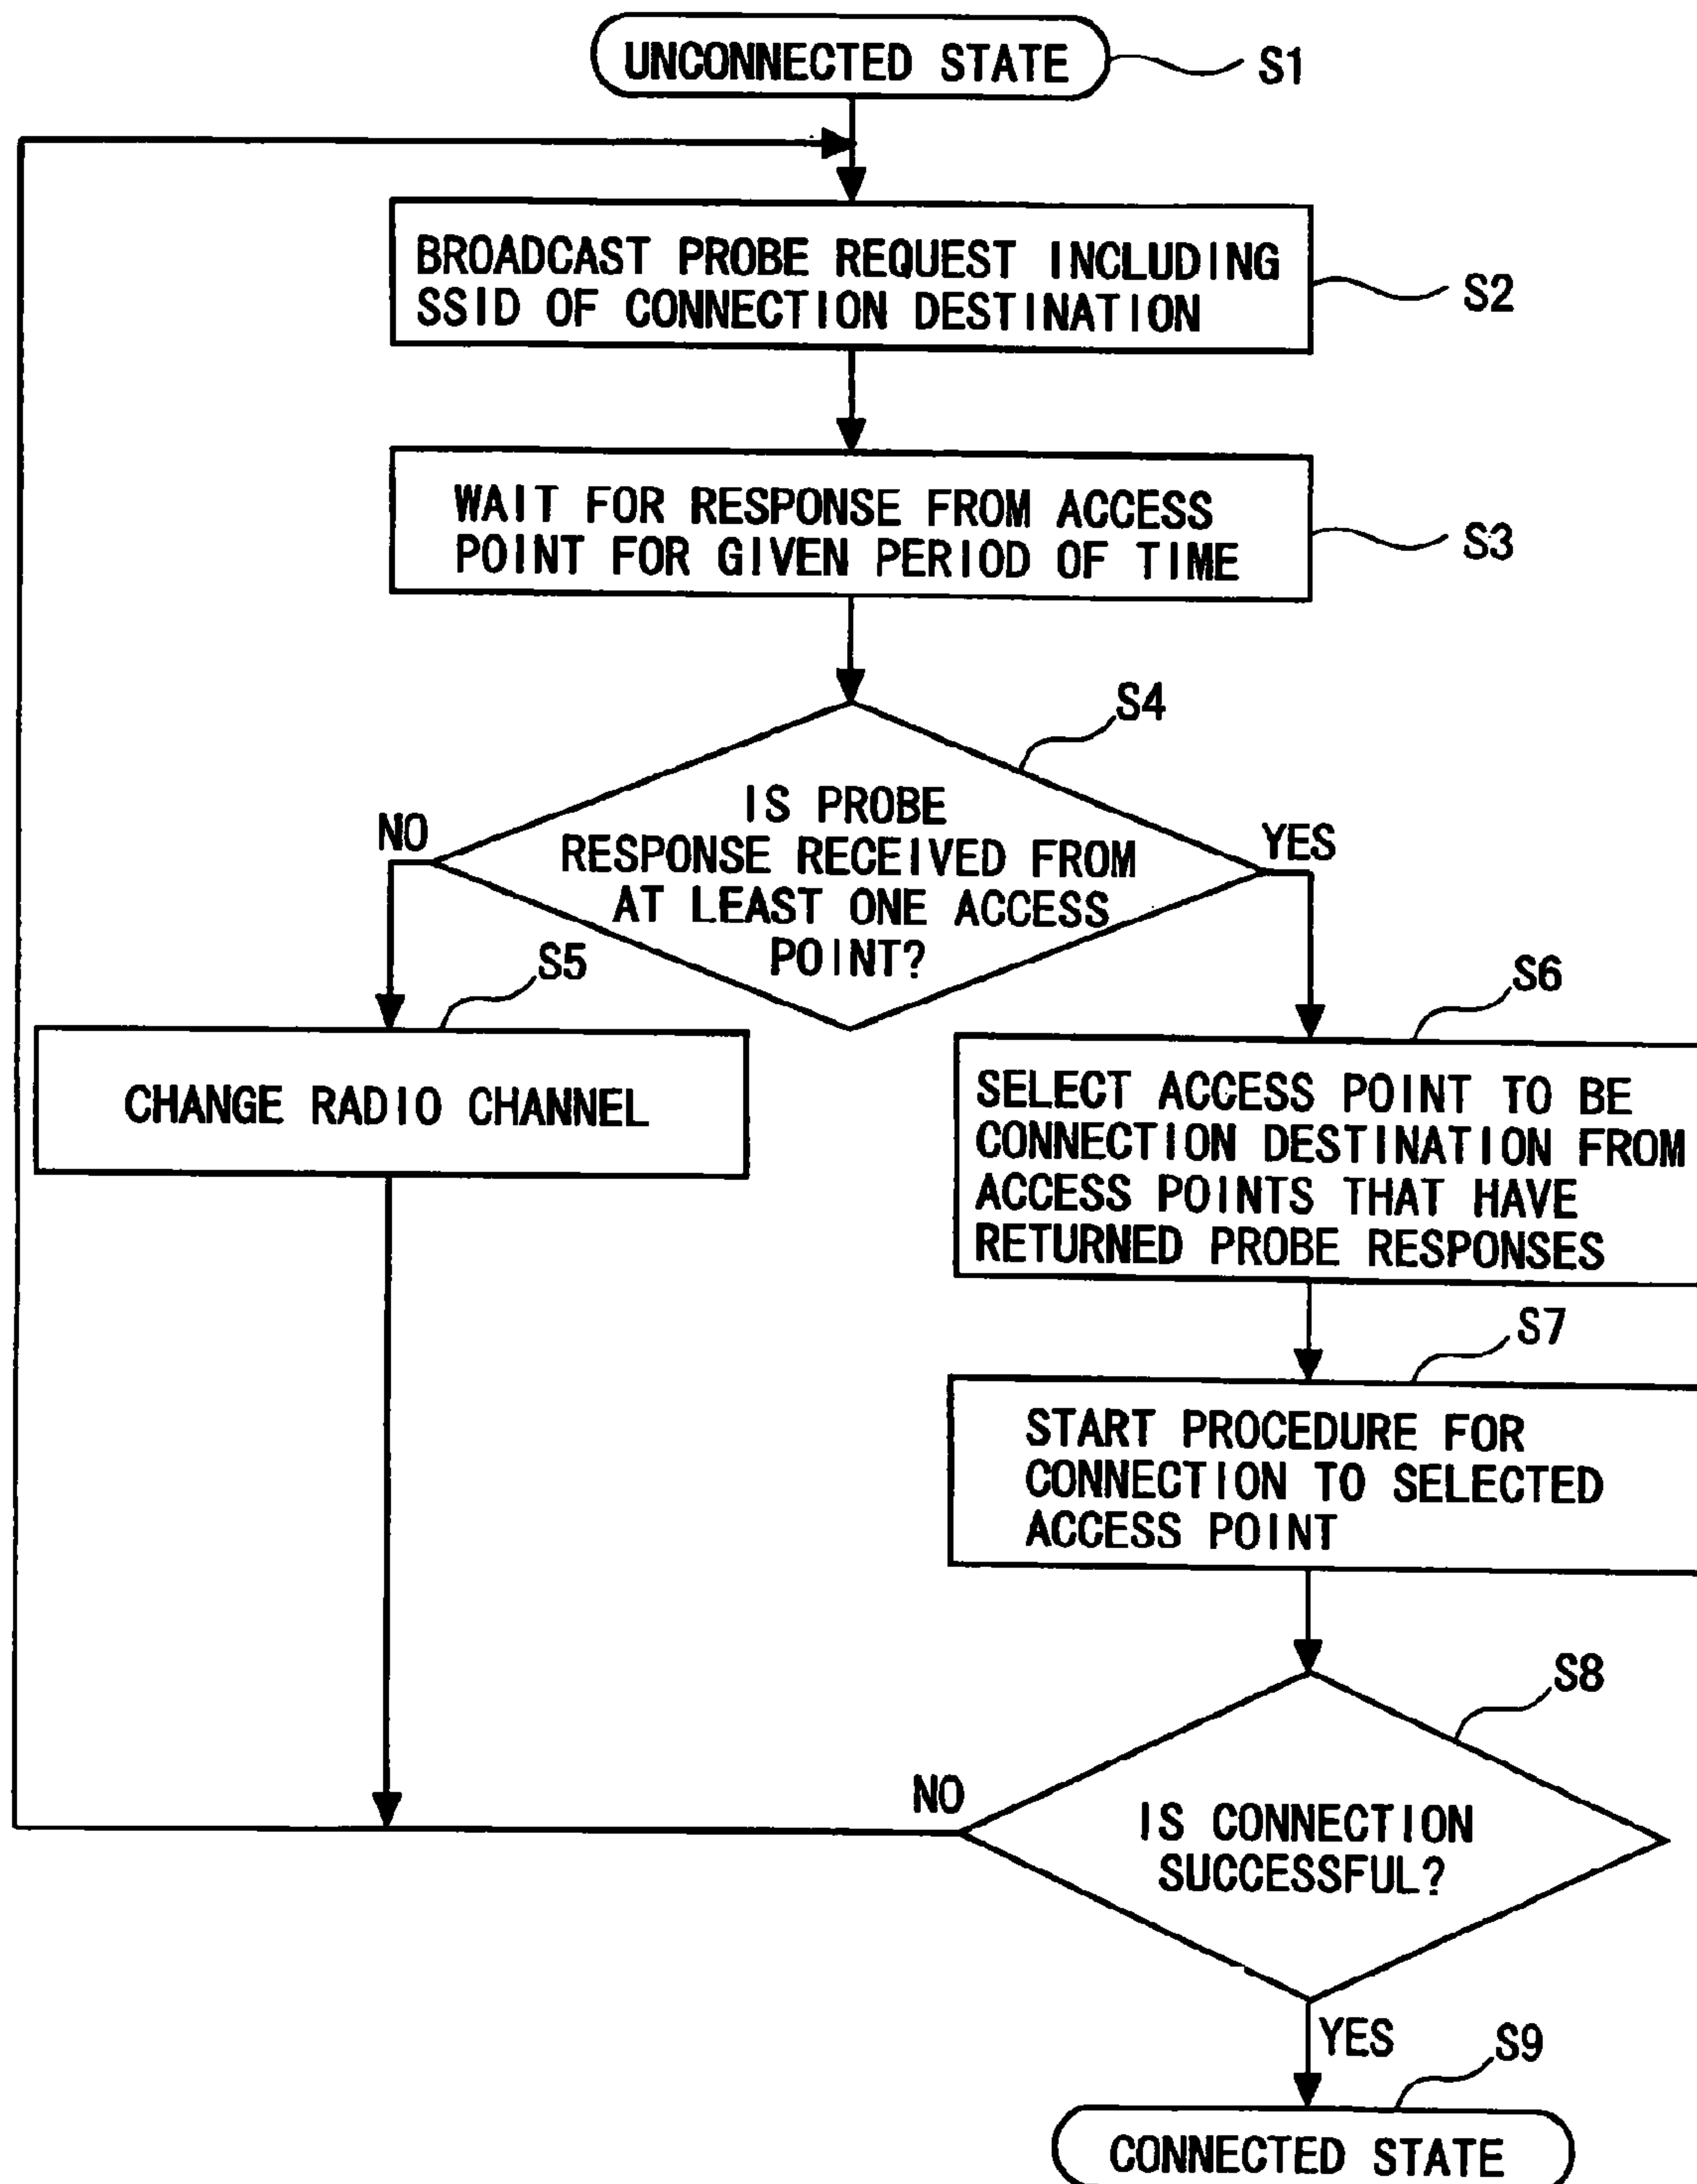 UNCONNECTED STATE
S1
BROADCAST PROBE REQUEST INCLUDING
SSID OF CONNECTION DESTINATION
S2
WAIT FOR RESPONSE FROM ACCESS
POINT FOR GIVEN PERIOD OF TIME
S3
S4
IS PROBE
RESPONSE RECEIVED FROM
AT LEAST ONE ACCESS
POINT?
NO
YES
S5
CHANGE RADIO CHANNEL
S6
SELECT ACCESS POINT TO BE
CONNECTION DESTINATION FROM
ACCESS POINTS THAT HAVE
RETURNED PROBE RESPONSES
S7
START PROCEDURE FOR
CONNECTION TO SELECTED
ACCESS POINT
S8
NO
IS CONNECTION
SUCCESSFUL?
YES
S9
CONNECTED STATE